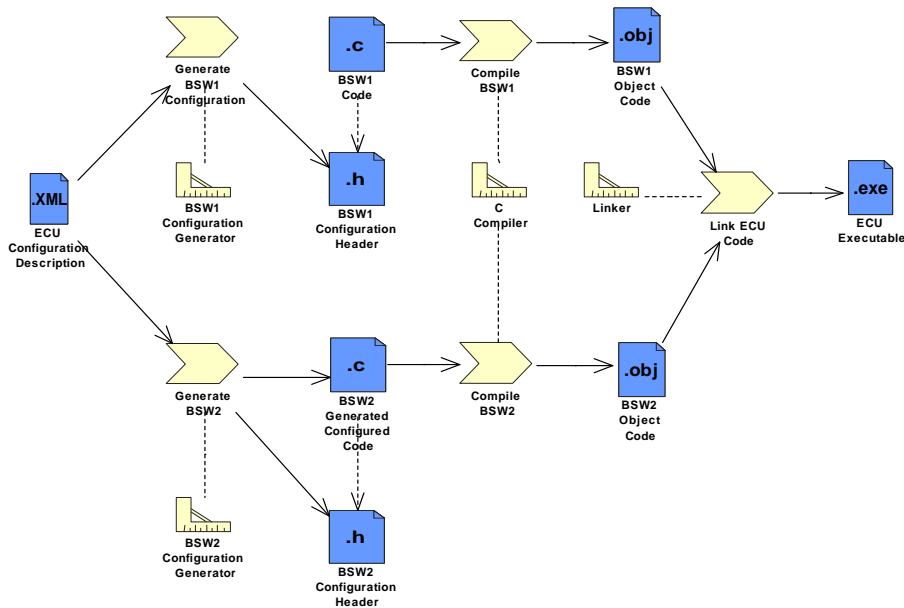 .c
.obj
Generate
BSW1
Configuration
BSW1
Code
Compile
BSW1
BSW1
Object
Code
.XML
ECU
Configuration
Description
BSW1
Configuration
Generator
.h
BSW1
Configuration
Header
C
Compiler
Linker
Link ECU
Code
.exe
ECU
Executable
Generate
BSW2
.c
BSW2
Generated
Configured
Code
Compile
BSW2
.obj
BSW2
Object
Code
BSW2
Configuration
Generator
.h
BSW2
Configuration
Header